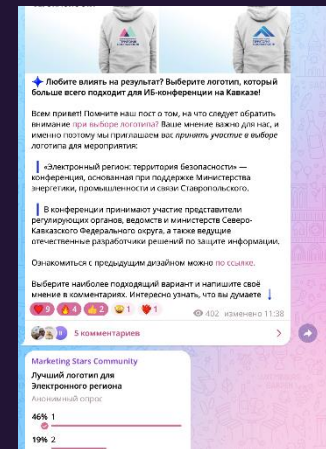 Любите влиять на результат? Выберите логотип, который
больше всего подходит для ИБ-конференции на Кавказе!
Всем привет! Помните наш пост о том, на что следует обратить
внимание при выборе логотипа? Ваше мнение важно для нас, и
именно поэтому мы приглашаем вас принять участие в выборе
логотипа для мероприятия:
«Электронный регион: территория безопасности» —
конференция, основанная при поддержке Министерства
энергетики, промышленности и связи Ставропольского.
В конференции принимают участие представители
регулирующих органов, ведомств и министерств Северо-
Кавказского Федерального округа, а также ведущие
отечественные разработчики решений по защите информации.
Ознакомиться с предыдущим дизайном можно по ссылке.
Выберите наиболее подходящий вариант и напишите своё
мнение в комментариях. Интересно узнать, что вы думаете
9 4 2 1 1
402 изменено 11:38
5 комментариев
Marketing Stars Community
Лучший логотип для
Электронного региона
Анонимный опрос
46% 1
19% 2